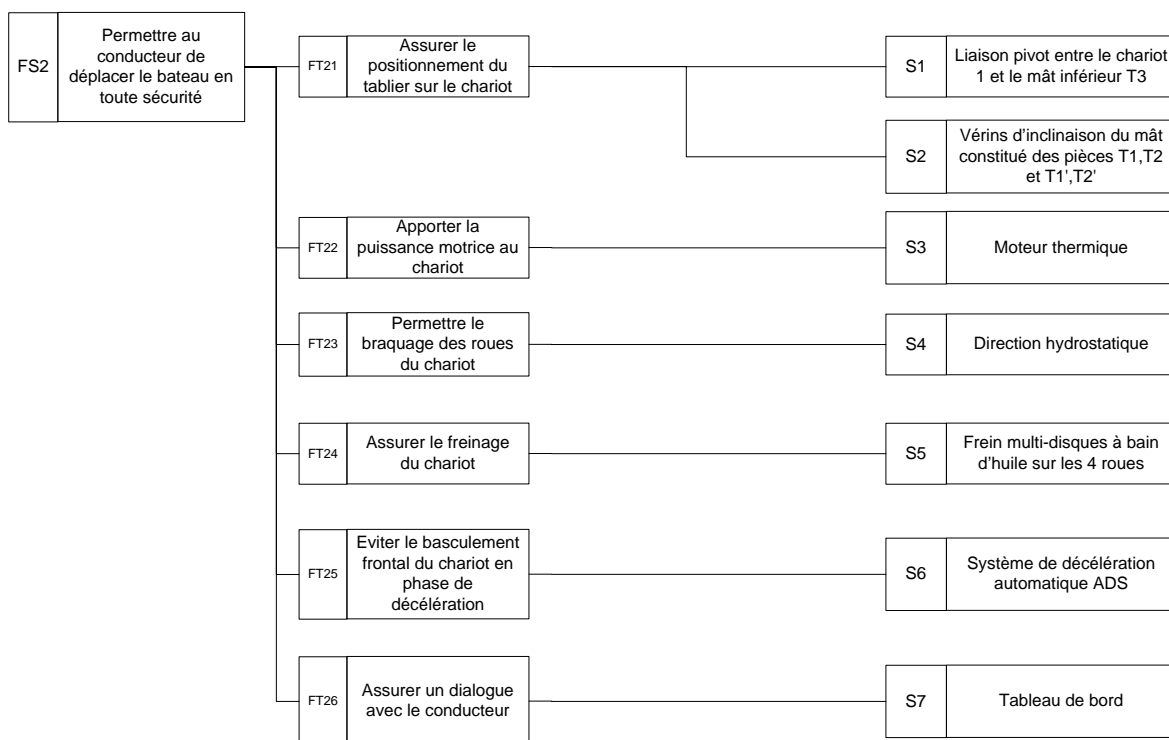 FS2
Permettre au
conducteur de
déplacer le bateau en
toute sécurité
FT21
Assurer le
positionnement du
tablier sur le chariot
S1
Liaison pivot entre le chariot
1 et le mât inférieur T3
S2
Vérins d'inclinaison du mât
constitué des pièces T1,T2
et T1',T2'
FT22
Apporter la
puissance motrice au
chariot
S3
Moteur thermique
FT23
Permettre le
braquage des roues
du chariot
S4
Direction hydrostatique
FT24
Assurer le freinage
du chariot
S5
Frein multi-disques à bain
d'huile sur les 4 roues
FT25
Eviter le basculement
frontal du chariot en
phase de
décélération
S6
Système de décélération
automatique ADS
FT26
Assurer un dialogue
avec le conducteur
S7
Tableau de bord